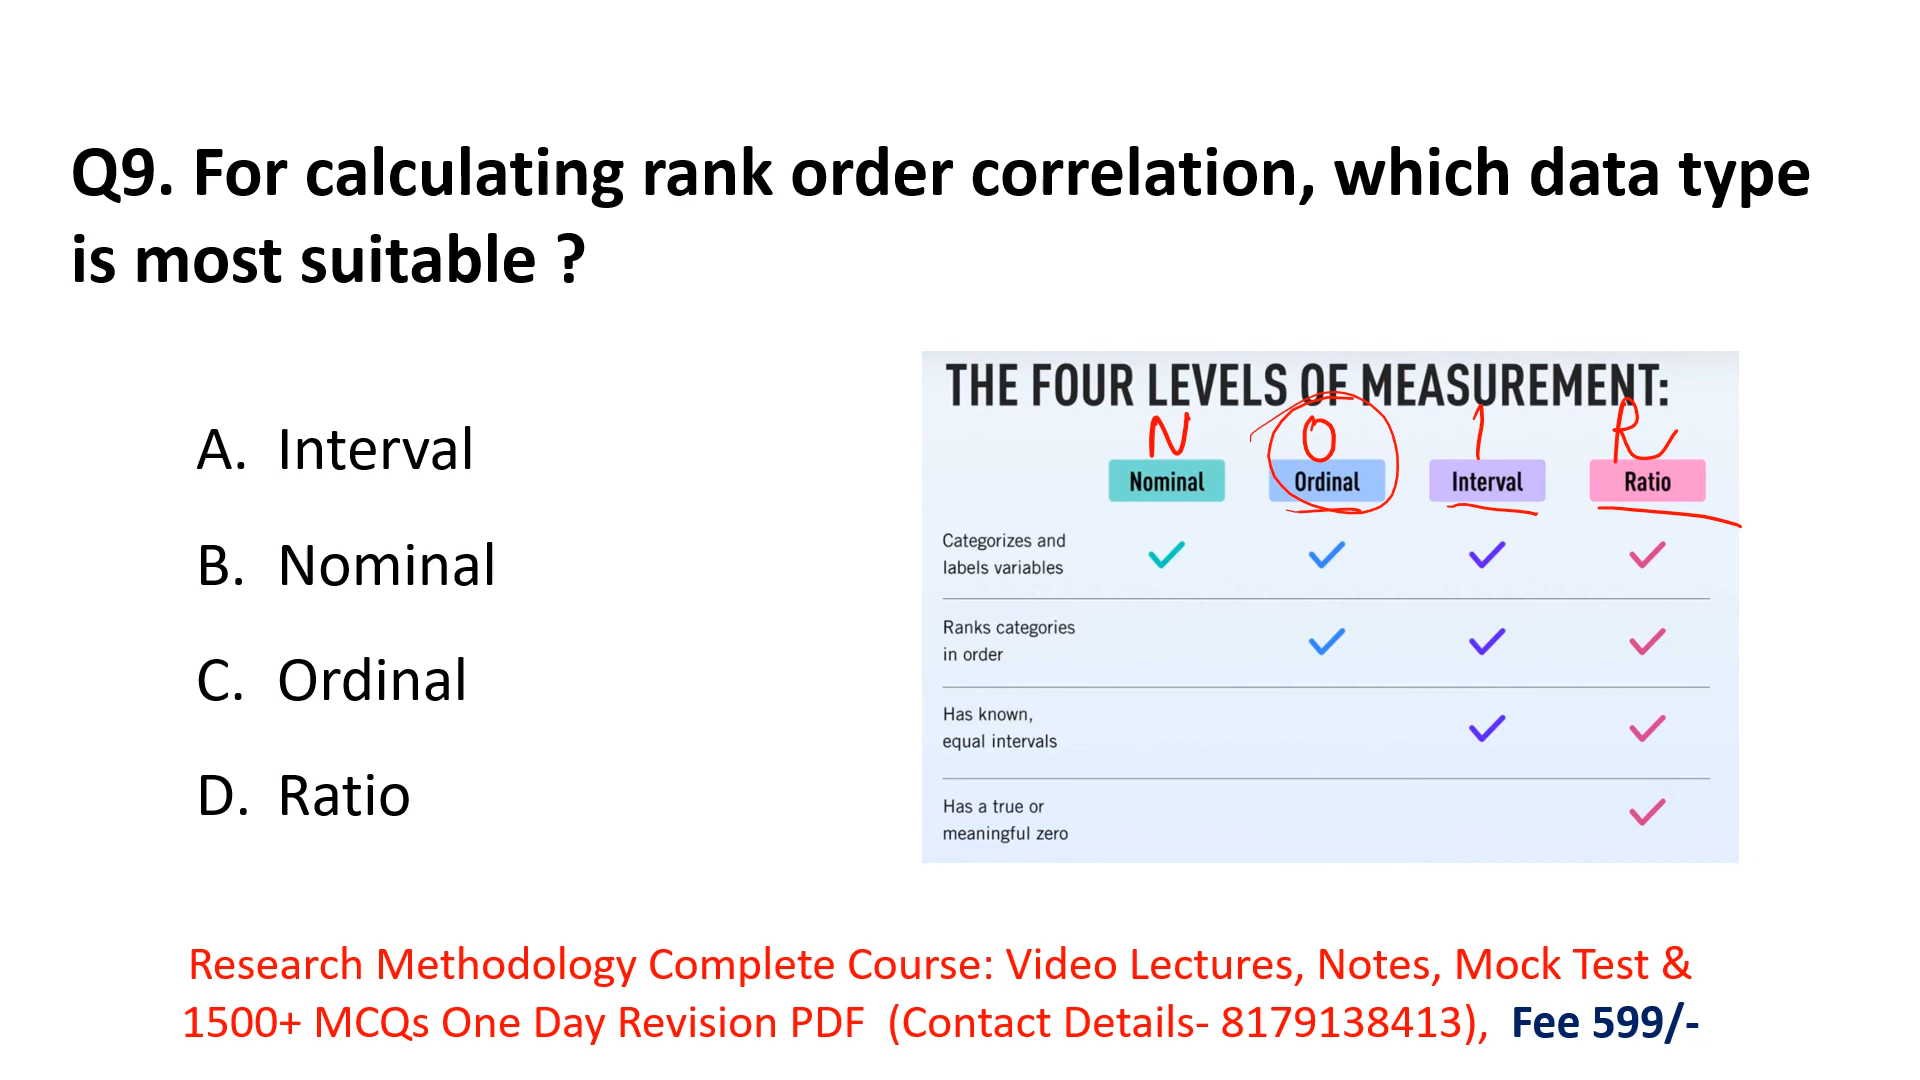 Q9. For calculating rank order correlation, which data type
is most suitable ?
A. Interval
B. Nominal
C. Ordinal
D. Ratio
THE FOUR LEVELS OF MEASUREMENT:
N O I R
Nominal Ordinal Interval Ratio
Categorizes and
labels variables
Ranks categories
in order
Has known,
equal intervals
Has a true or
meaningful zero
Research Methodology Complete Course: Video Lectures, Notes, Mock Test &
1500+ MCQs One Day Revision PDF (Contact Details- 8179138413), Fee 599/-